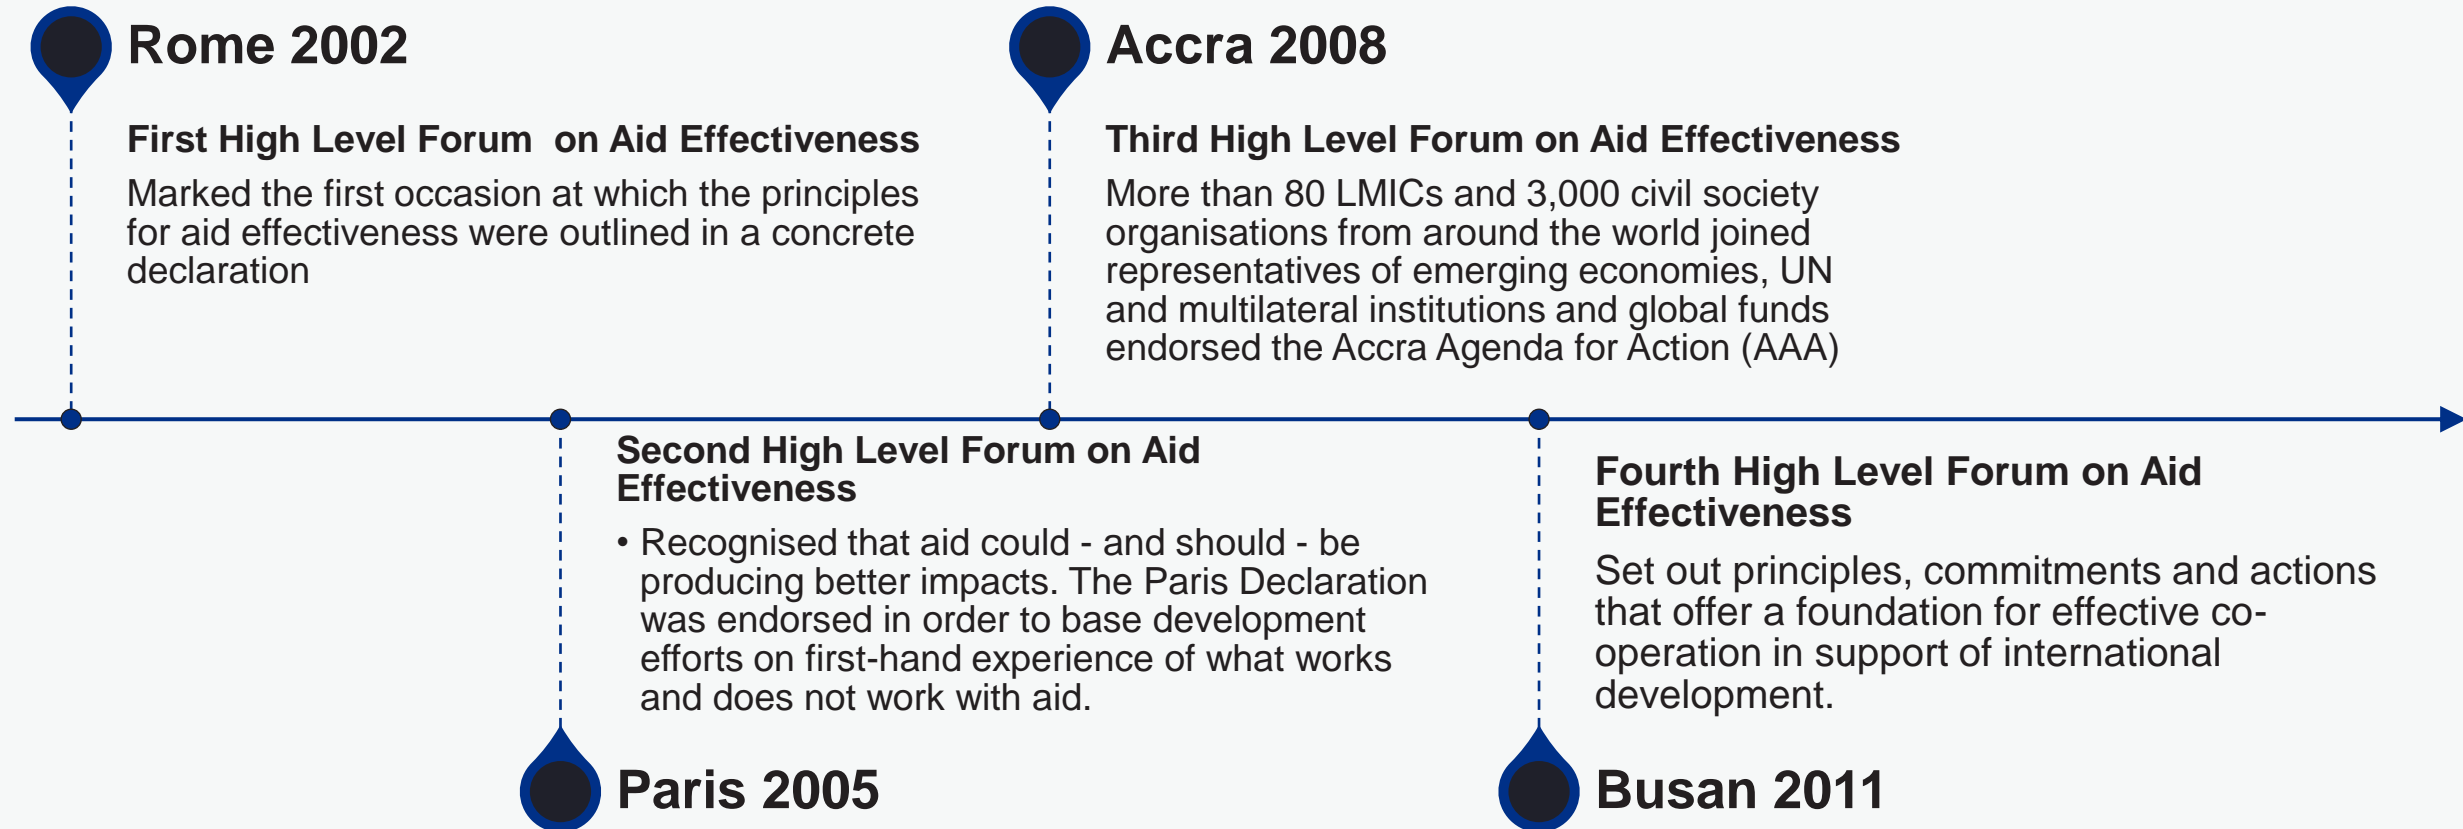 Rome 2002
First High Level Forum  on Aid Effectiveness
Marked the first occasion at which the principles
for aid effectiveness were outlined in a concrete
declaration
Second High Level Forum on Aid
Effectiveness
• Recognised that aid could - and should - be
producing better impacts. The Paris Declaration
was endorsed in order to base development
efforts on first-hand experience of what works
and does not work with aid.
Paris 2005
Accra 2008
Third High Level Forum on Aid Effectiveness
More than 80 LMICs and 3,000 civil society
organisations from around the world joined
representatives of emerging economies, UN
and multilateral institutions and global funds
endorsed the Accra Agenda for Action (AAA)
Fourth High Level Forum on Aid
Effectiveness
Set out principles, commitments and actions
that offer a foundation for effective co-
operation in support of international
development.
Busan 2011